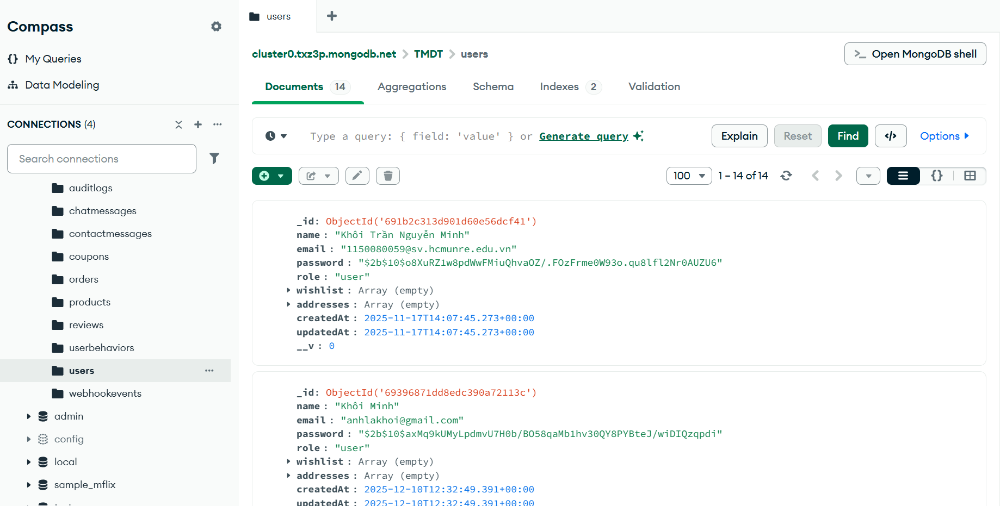 Compass
My Queries
Data Modeling
CONNECTIONS (4)
Search connections
auditlogs
chatmessages
contactmessages
coupons
orders
products
reviews
userbehaviors
users
webhookevents
admin
config
local
sample_mflix
users
cluster0.txz3p.mongodb.net > TMDT > users
>_ Open MongoDB shell
Documents 14 Aggregations Schema Indexes 2 Validation
Type a query: { field: 'value' } or Generate query
Explain Reset Find </> Options
100 1 – 14 of 14 {}
_id: ObjectId('691b2c313d901d60e56dcf41')
name : "Khôi Trần Nguyễn Minh"
email : "1150080059@sv.hcmunre.edu.vn"
password : "$2b$10$o8XuRZ1w8pdWwFMiuQhvaOZ/.FOzFrme0W93o.qu8lfl2Nr0AUZU6"
role : "user"
wishlist : Array (empty)
addresses : Array (empty)
createdAt : 2025-11-17T14:07:45.273+00:00
updatedAt : 2025-11-17T14:07:45.273+00:00
__v : 0
_id: ObjectId('69396871dd8edc390a72113c')
name : "Khôi Minh"
email : "anhlakhoi@gmail.com"
password : "$2b$10$axMq9kUMyLpdmvU7H0b/BO58qaMb1hv30QY8PYBteJ/wiDIQzqpdi"
role : "user"
wishlist : Array (empty)
addresses : Array (empty)
createdAt : 2025-12-10T12:32:49.391+00:00
updatedAt : 2025-12-10T12:32:49.391+00:00